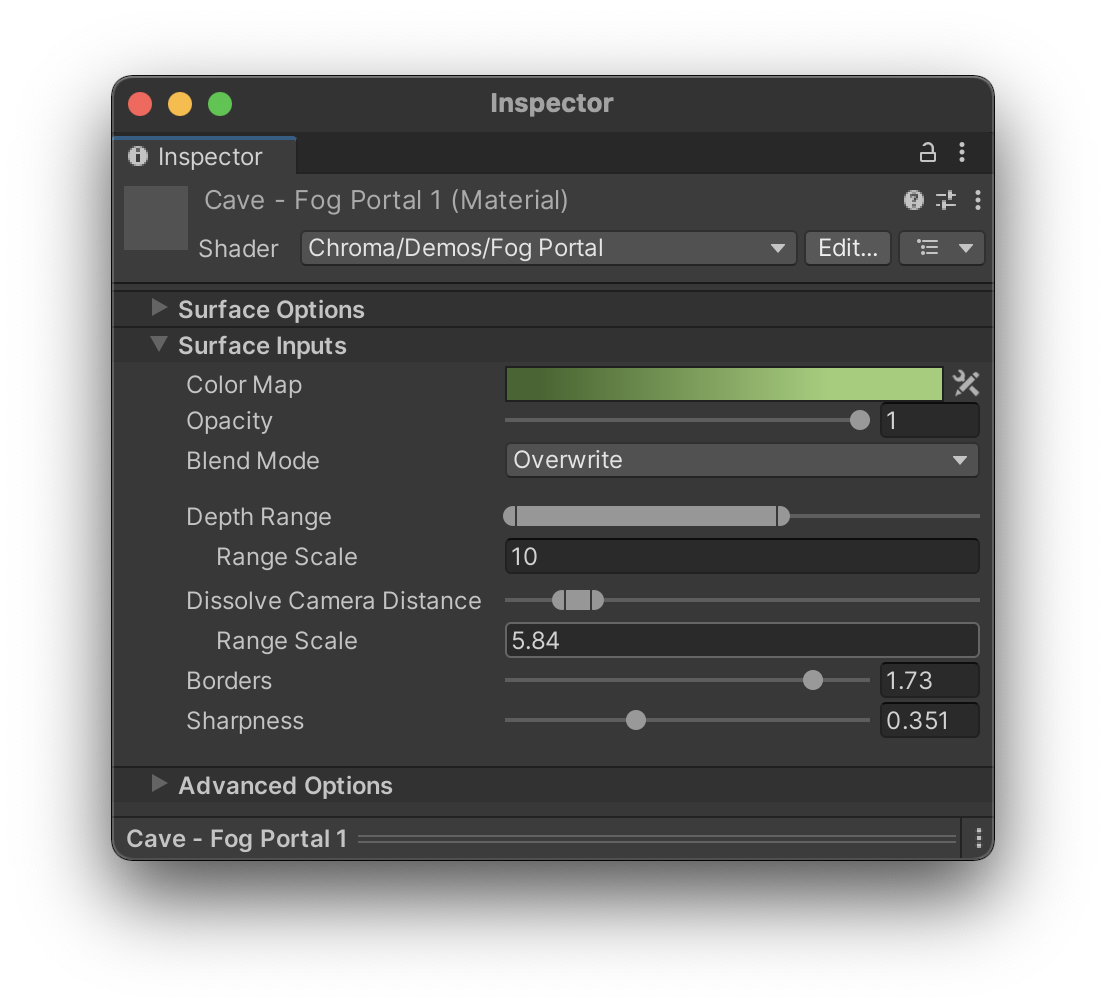 Inspector
Inspector
Cave - Fog Portal 1 (Material)
Shader Chroma/Demos/Fog Portal Edit...
Surface Options
Surface Inputs
Color Map
Opacity 1
Blend Mode Overwrite
Depth Range
Range Scale 10
Dissolve Camera Distance
Range Scale 5.84
Borders 1.73
Sharpness 0.351
Advanced Options
Cave - Fog Portal 1